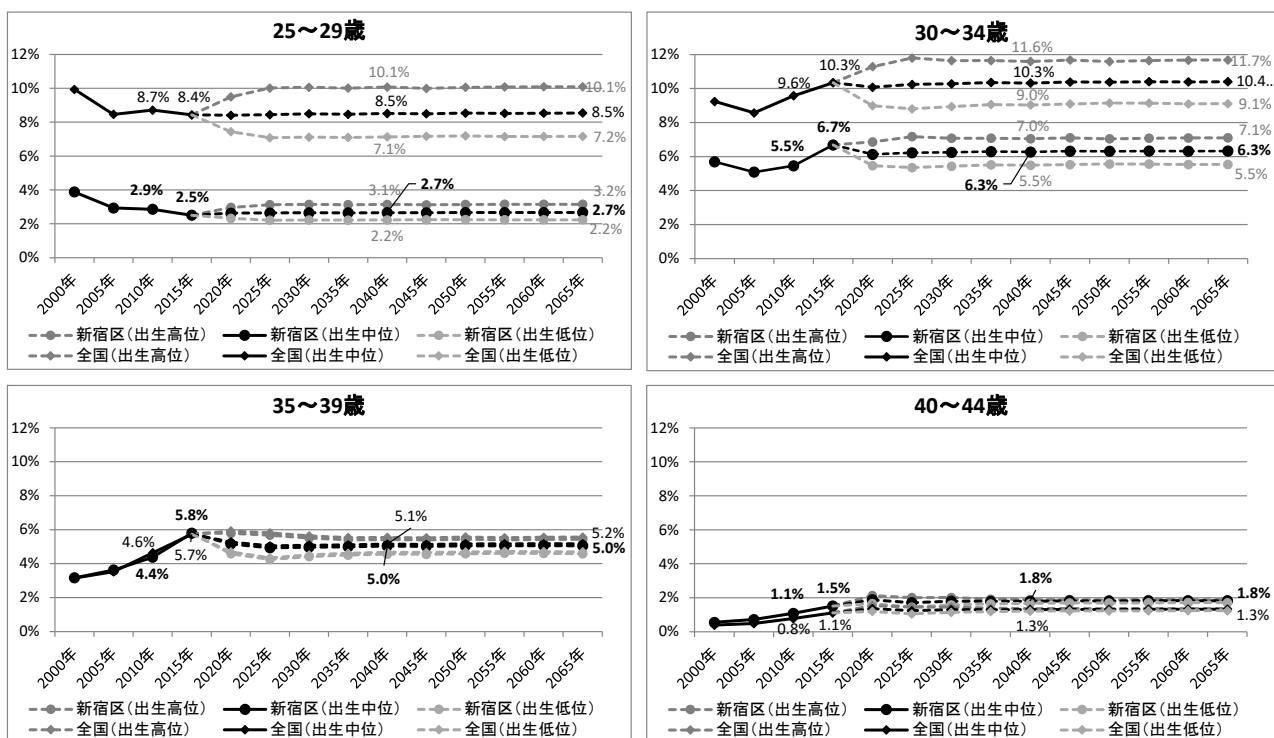 25～29歳
12%
10%
8%
6%
4%
2%
0%
8.7%
8.4%
10.1%
10.1%
8.5%
8.5%
7.1%
7.2%
2.9%
2.5%
3.1%
2.7%
3.2%
2.7%
2.2%
2.2%
2000年
2005年
2010年
2015年
2020年
2025年
2030年
2035年
2040年
2045年
2050年
2055年
2060年
2065年
新宿区（出生高位）
新宿区（出生中位）
新宿区（出生低位）
全国（出生高位）
全国（出生中位）
全国（出生低位）
30～34歳
12%
10%
8%
6%
4%
2%
0%
9.6%
10.3%
11.6%
11.7%
10.3%
10.4..
9.0%
9.1%
5.5%
6.7%
7.0%
7.1%
6.3%
6.3%
5.5%
5.5%
2000年
2005年
2010年
2015年
2020年
2025年
2030年
2035年
2040年
2045年
2050年
2055年
2060年
2065年
新宿区（出生高位）
新宿区（出生中位）
新宿区（出生低位）
全国（出生高位）
全国（出生中位）
全国（出生低位）
35～39歳
12%
10%
8%
6%
4%
2%
0%
4.6%
5.8%
5.7%
4.4%
5.1%
5.0%
5.2%
5.0%
2000年
2005年
2010年
2015年
2020年
2025年
2030年
2035年
2040年
2045年
2050年
2055年
2060年
2065年
新宿区（出生高位）
新宿区（出生中位）
新宿区（出生低位）
全国（出生高位）
全国（出生中位）
全国（出生低位）
40～44歳
12%
10%
8%
6%
4%
2%
0%
1.1%
1.5%
1.8%
1.8%
0.8%
1.1%
1.3%
1.3%
2000年
2005年
2010年
2015年
2020年
2025年
2030年
2035年
2040年
2045年
2050年
2055年
2060年
2065年
新宿区（出生高位）
新宿区（出生中位）
新宿区（出生低位）
全国（出生高位）
全国（出生中位）
全国（出生低位）